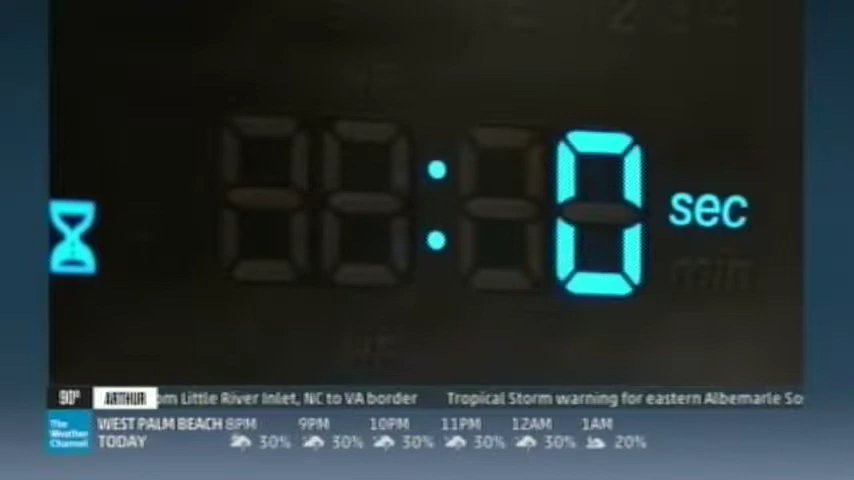 : 0 sec
90° ARTHUR om Little River Inlet, NC to VA border Tropical Storm warning for eastern Albemarle So
The Weather Channel
WEST PALM BEACH 8PM 9PM 10PM 11PM 12AM 1AM
TODAY 30% 30% 30% 30% 30% 20%